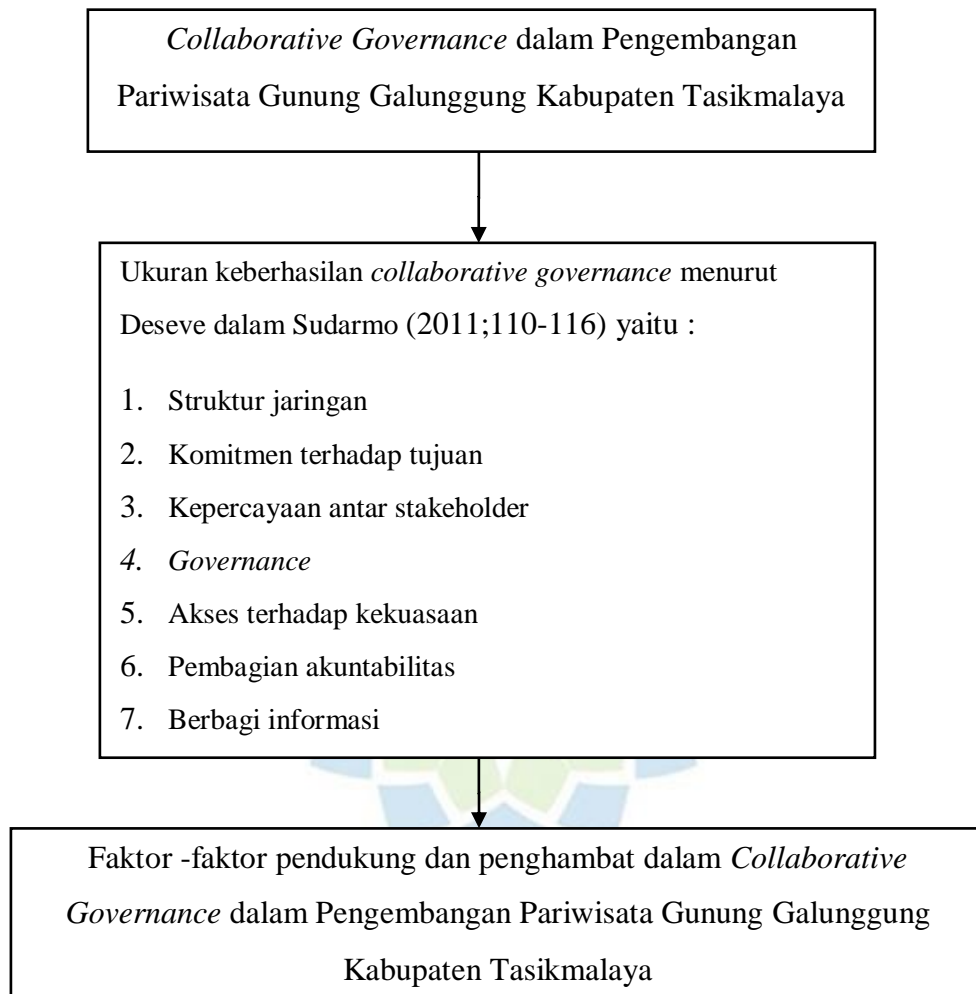 Collaborative Governance dalam Pengembangan
Pariwisata Gunung Galunggung Kabupaten Tasikmalaya
Ukuran keberhasilan collaborative governance menurut
Deseve dalam Sudarmo (2011;110-116) yaitu :
1. Struktur jaringan
2. Komitmen terhadap tujuan
3. Kepercayaan antar stakeholder
4. Governance
5. Akses terhadap kekuasaan
6. Pembagian akuntabilitas
7. Berbagi informasi
Faktor -faktor pendukung dan penghambat dalam Collaborative
Governance dalam Pengembangan Pariwisata Gunung Galunggung
Kabupaten Tasikmalaya